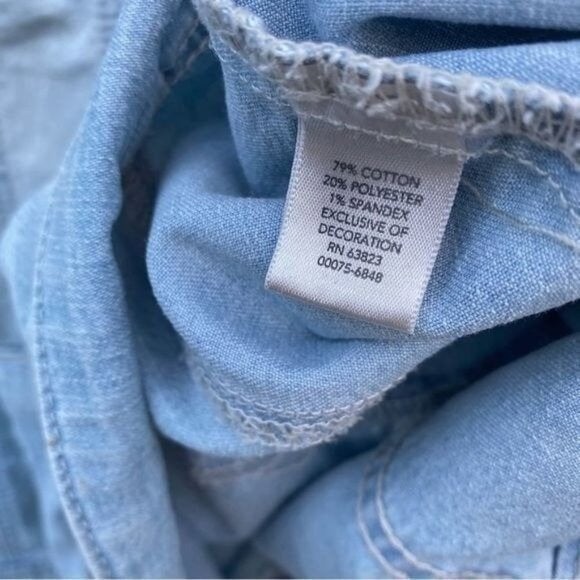 79% COTTON
20% POLYESTER
1% SPANDEX
EXCLUSIVE OF
DECORATION
RN 63823
00075-6848